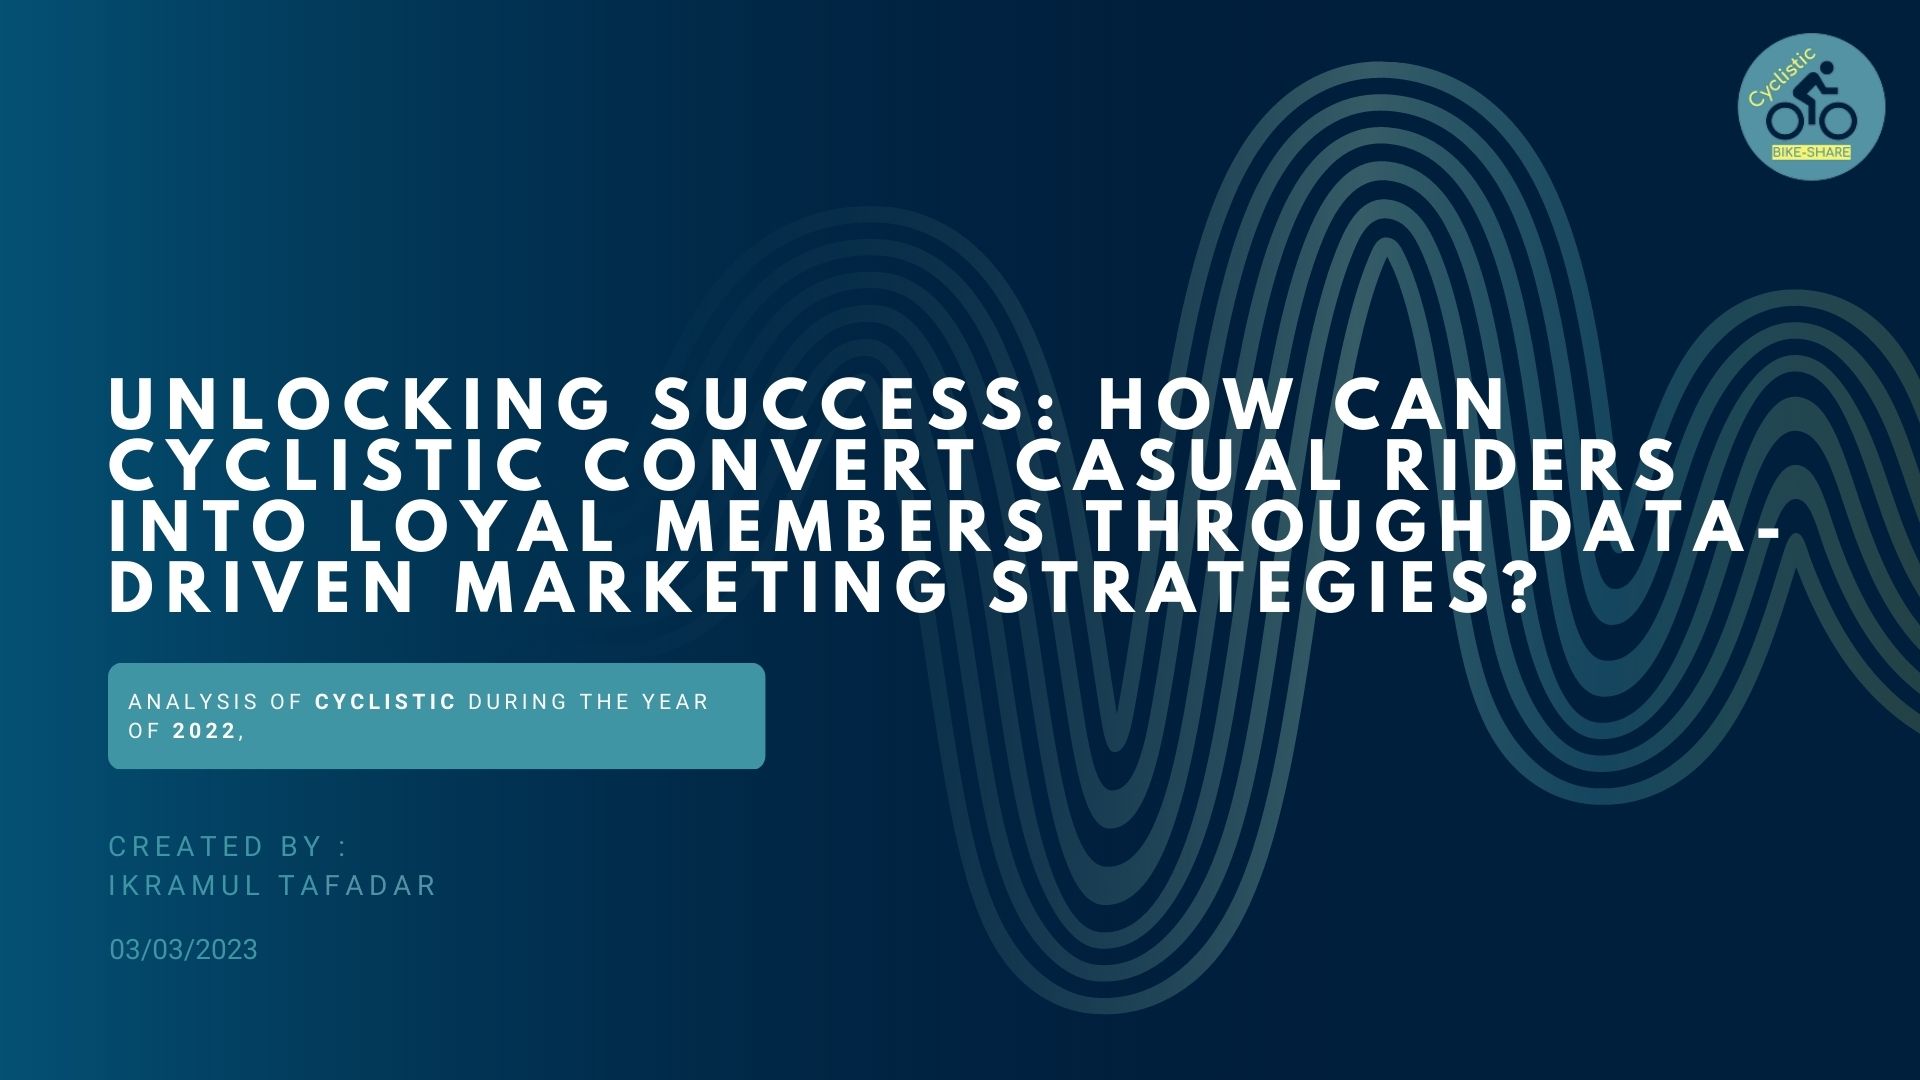 Cyclistic
BIKE-SHARE
UNLOCKING SUCCESS: HOW CAN
CYCLISTIC CONVERT CASUAL RIDERS
INTO LOYAL MEMBERS THROUGH DATA-
DRIVEN MARKETING STRATEGIES?
ANALYSIS OF CYCLISTIC DURING THE YEAR
OF 2022,
CREATED BY :
IKRAMUL TAFADAR
03/03/2023